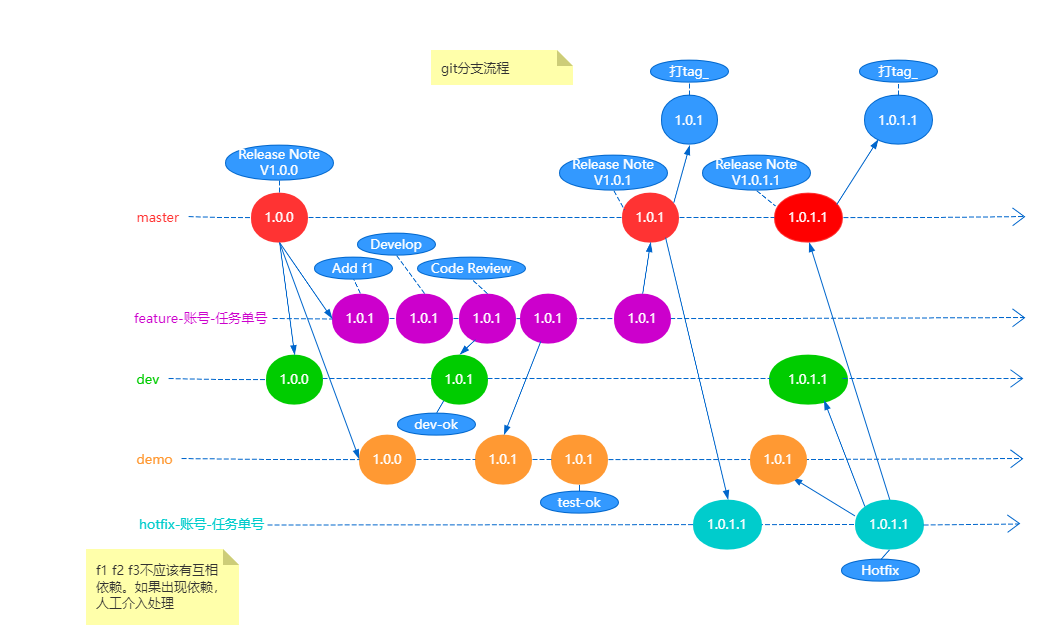 git分支流程
打tag_
打tag_
1.0.1
1.0.1.1
Release Note
V1.0.0
Release Note
V1.0.1
Release Note
V1.0.1.1
master
1.0.0
1.0.1
1.0.1.1
Develop
Add f1
Code Review
feature-账号-任务单号
1.0.1
1.0.1
1.0.1
1.0.1
1.0.1
dev
1.0.0
1.0.1
1.0.1.1
dev-ok
demo
1.0.0
1.0.1
1.0.1
1.0.1
test-ok
hotfix-账号-任务单号
1.0.1.1
1.0.1.1
Hotfix
f1 f2 f3不应该有互相
依赖。如果出现依赖，
人工介入处理